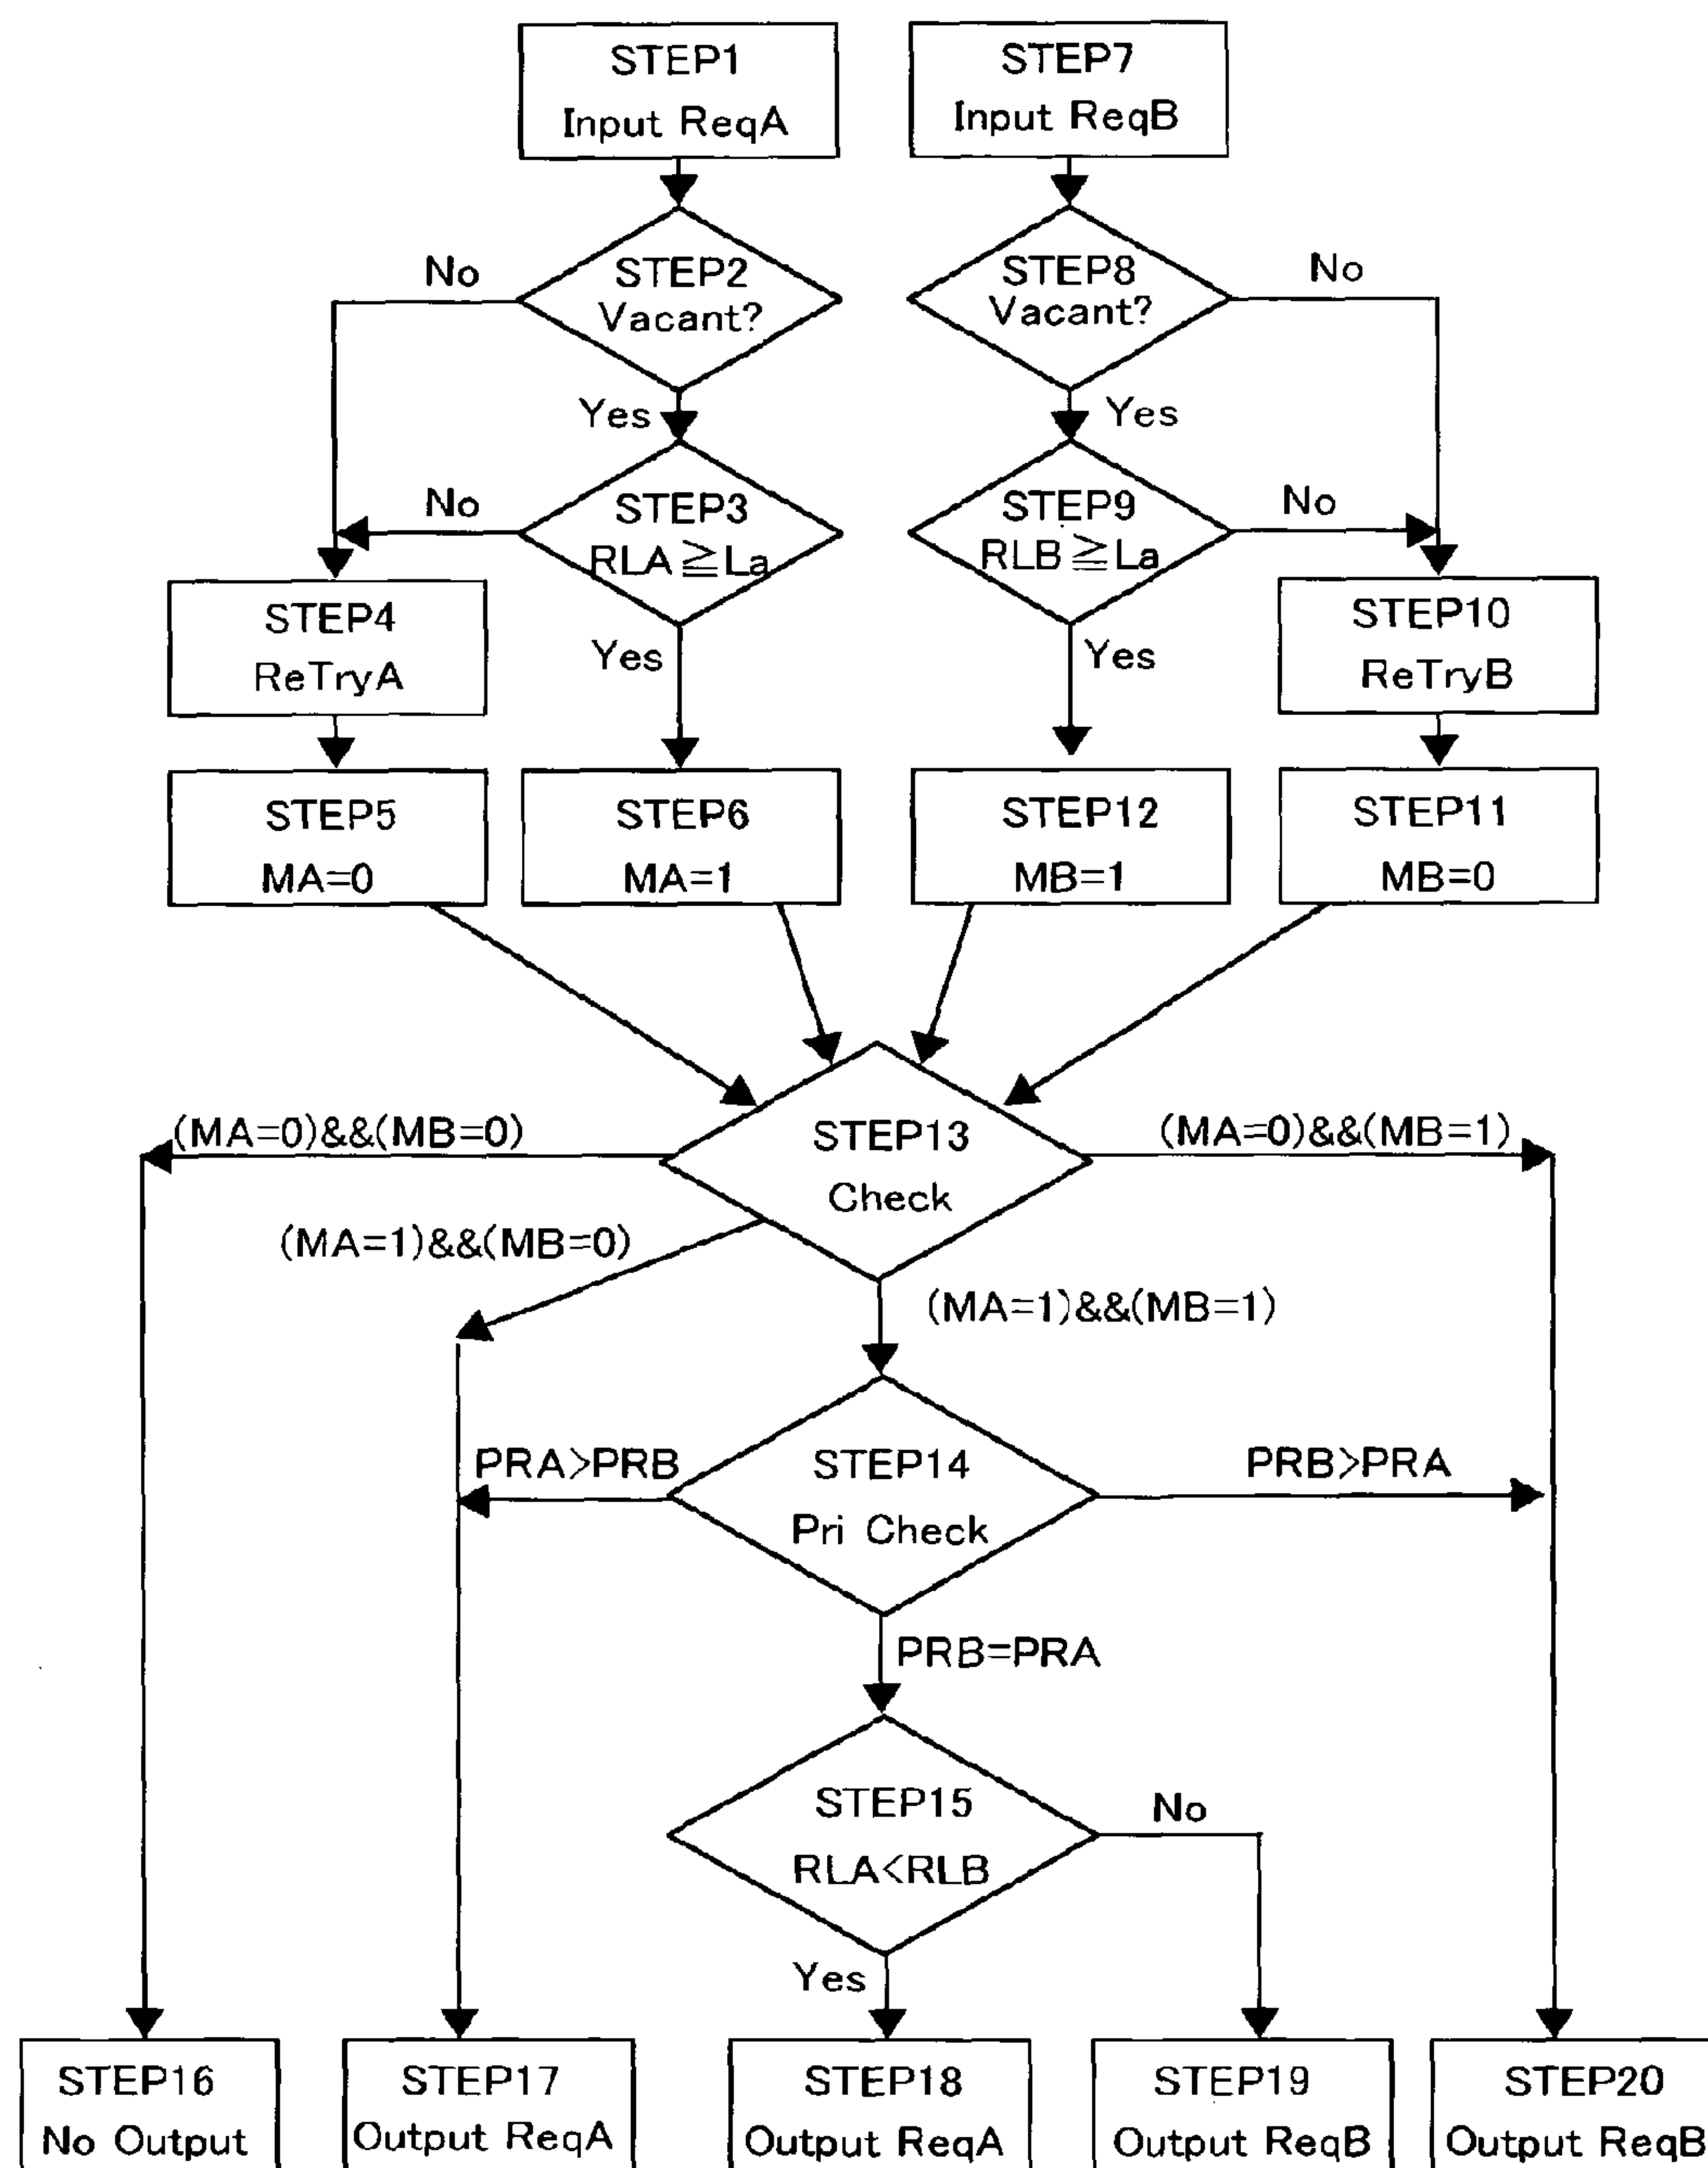 STEP1
Input ReqA
STEP7
Input ReqB
No
STEP2
Vacant?
STEP8
Vacant?
No
Yes
Yes
No
STEP3
RLA≧La
STEP9
RLB≧La
No
STEP4
ReTryA
Yes
Yes
STEP10
ReTryB
STEP5
MA=0
STEP6
MA=1
STEP12
MB=1
STEP11
MB=0
(MA=0)&&(MB=0)
STEP13
Check
(MA=0)&&(MB=1)
(MA=1)&&(MB=0)
(MA=1)&&(MB=1)
PRA>PRB
STEP14
Pri Check
PRB>PRA
PRB=PRA
STEP15
RLA<RLB
No
Yes
STEP16
No Output
STEP17
Output ReqA
STEP18
Output ReqA
STEP19
Output ReqB
STEP20
Output ReqB